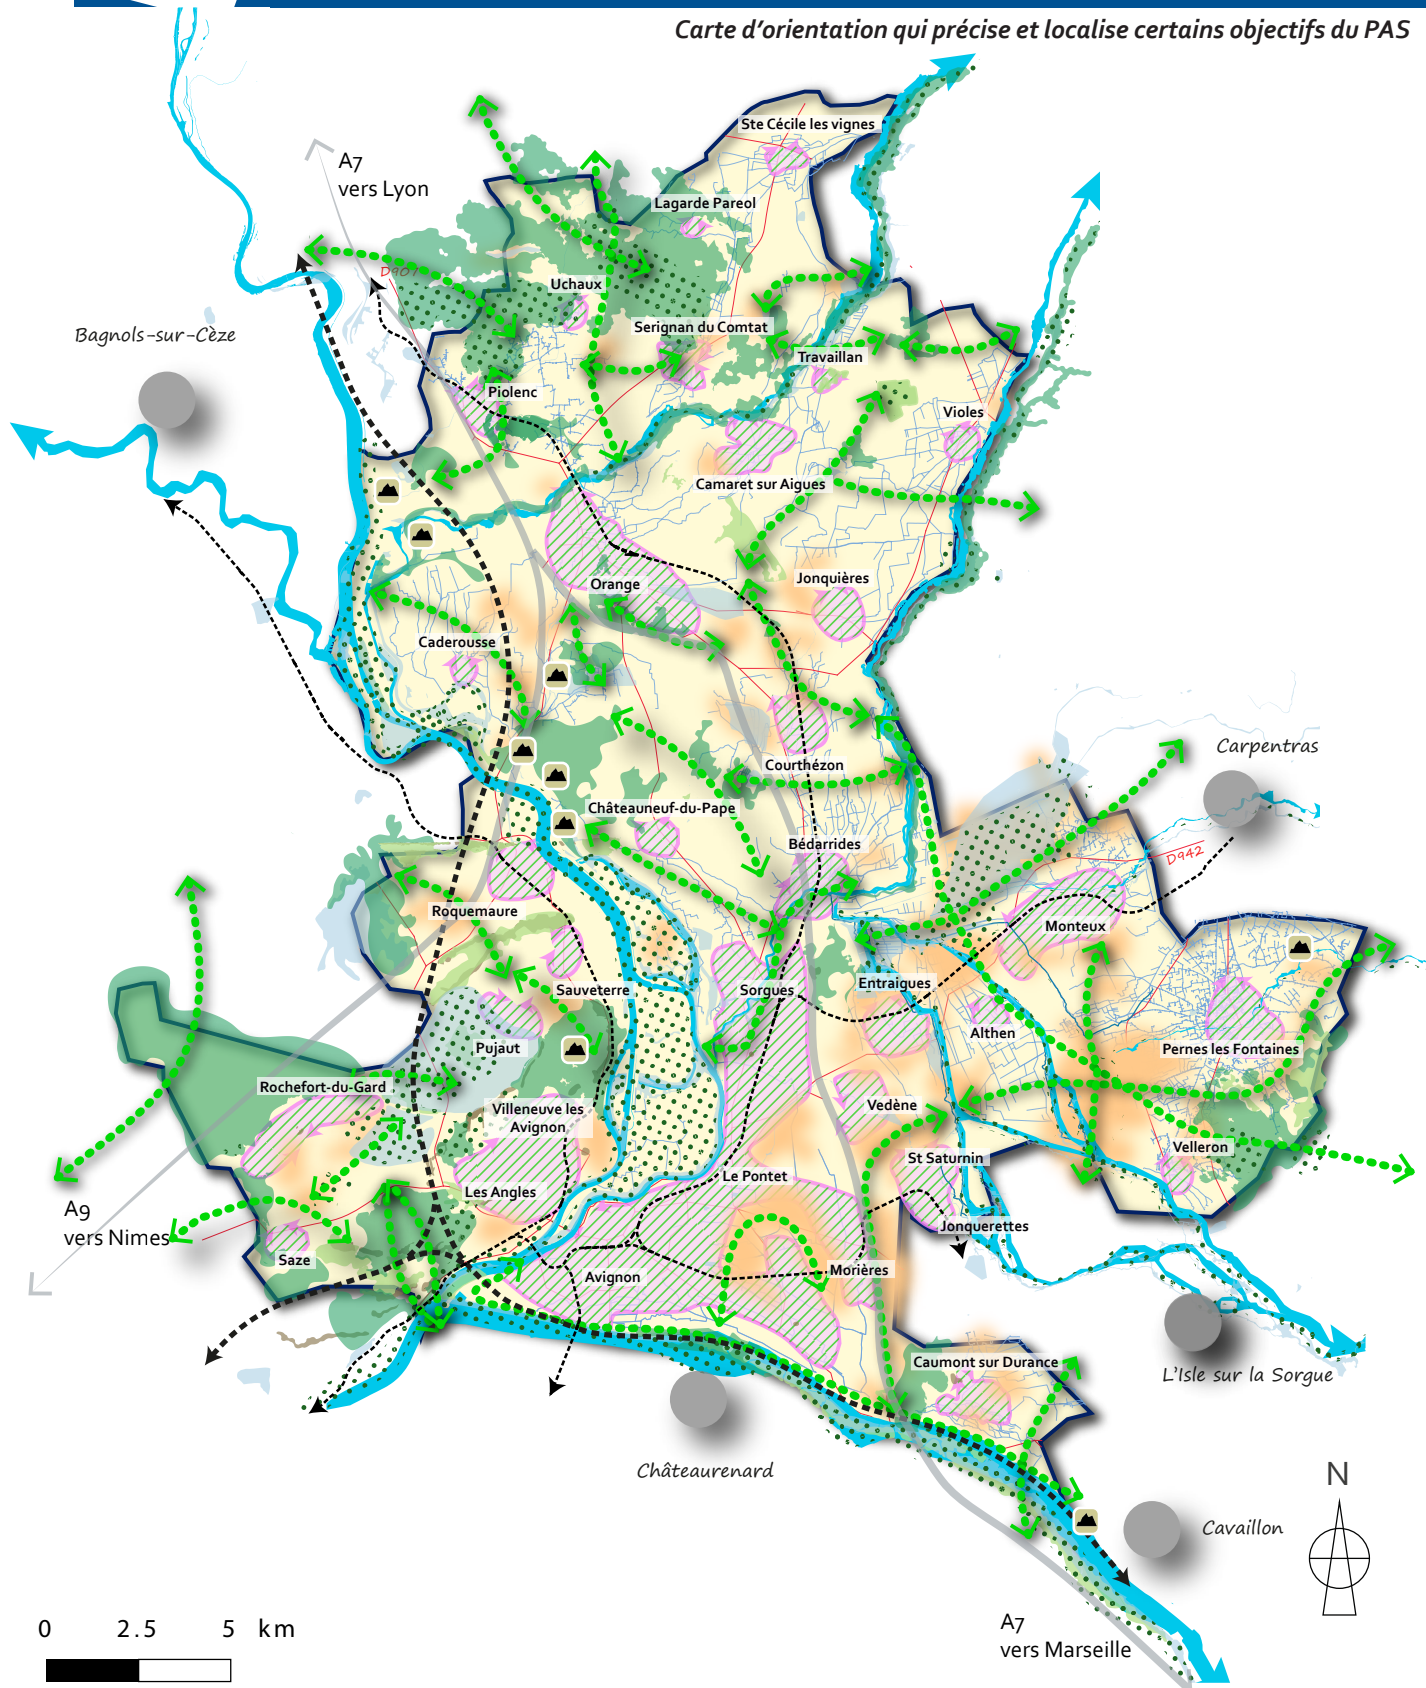 Carte d'orientation qui précise et localise certains objectifs du PAS
Ste Cécile les vignes
A7
vers Lyon
Lagarde Pareol
D907
Uchaux
Bagnols-sur-Cèze
Serignan du Comtat
Travaillan
Piolenc
Violes
Camaret sur Aigues
Orange
Jonquières
Caderousse
Carpentras
Courthézon
Châteauneuf-du-Pape
Bédarrides
D942
Roquemaure
Monteux
Sauveterre
Sorgues
Entraigues
Althen
Pujaut
Pernes les Fontaines
Rochefort-du-Gard
Villeneuve les
Avignon
Vedène
Velleron
St Saturnin
Le Pontet
Les Angles
A9
vers Nimes
Jonquerettes
Saze
Avignon
Morières
Caumont sur Durance
L'Isle sur la Sorgue
Châteaurenard
N
Cavaillon
A7
vers Marseille
0 2.5 5 km